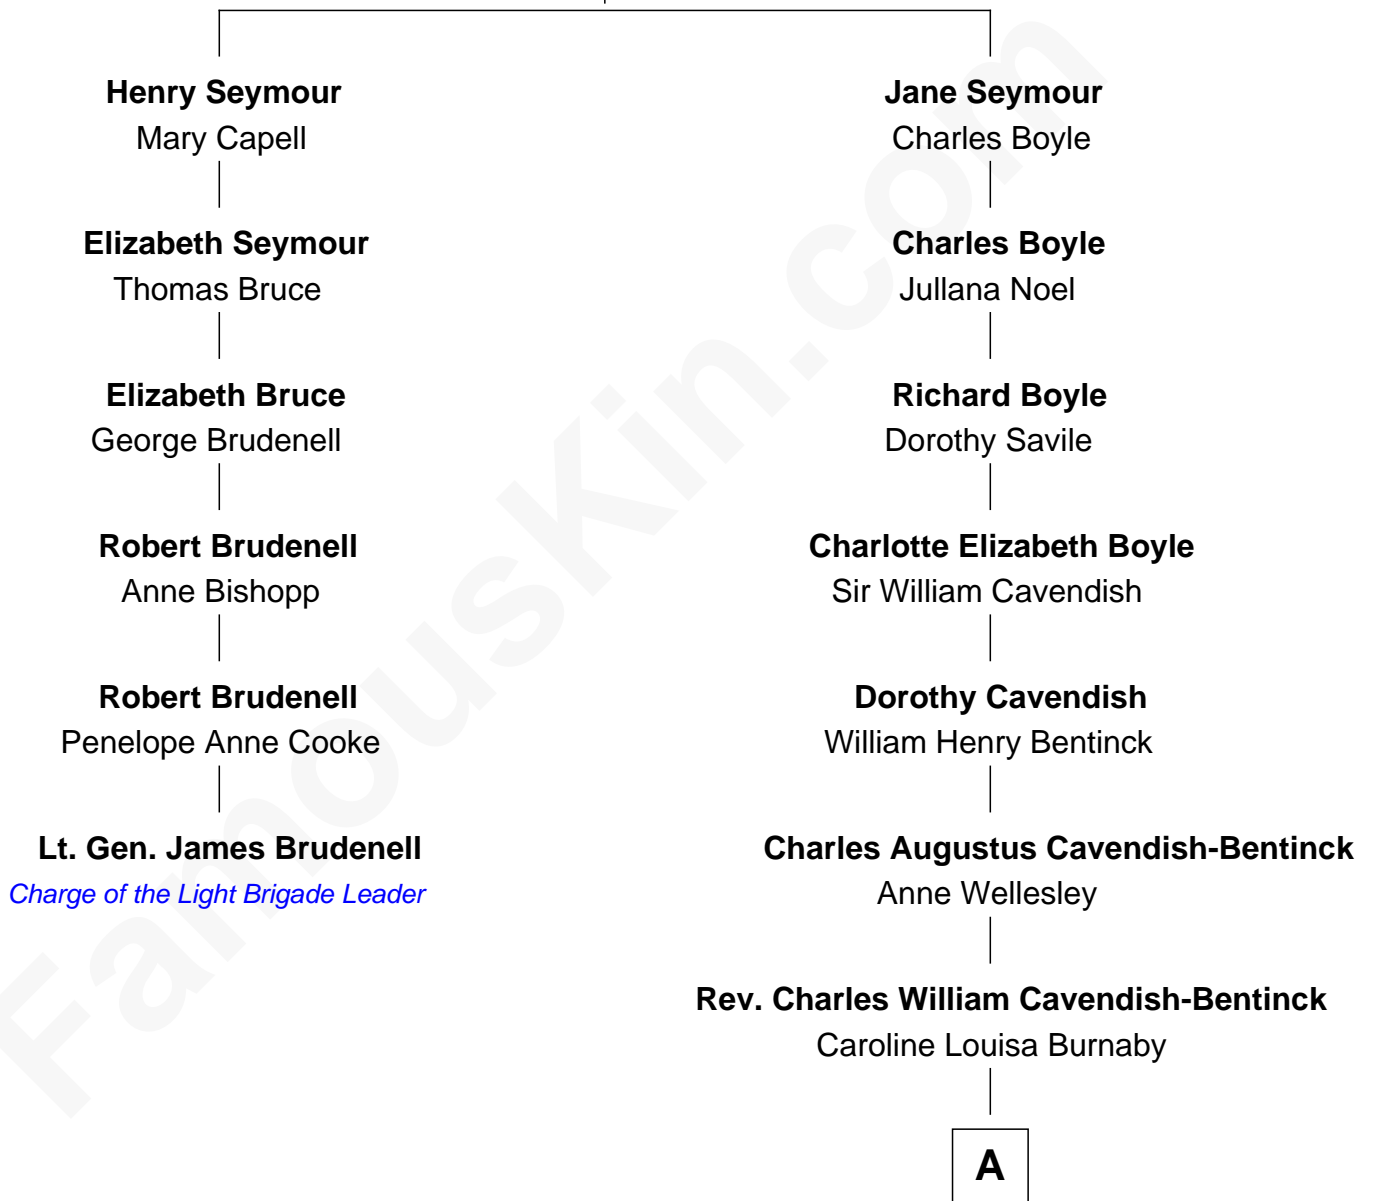 Henry Seymour
Mary Capell
Jane Seymour
Charles Boyle
Elizabeth Seymour
Thomas Bruce
Charles Boyle
Jullana Noel
Elizabeth Bruce
George Brudenell
Richard Boyle
Dorothy Savile
Robert Brudenell
Anne Bishopp
Charlotte Elizabeth Boyle
Sir William Cavendish
Robert Brudenell
Penelope Anne Cooke
Dorothy Cavendish
William Henry Bentinck
Lt. Gen. James Brudenell
Charge of the Light Brigade Leader
Charles Augustus Cavendish-Bentinck
Anne Wellesley
Rev. Charles William Cavendish-Bentinck
Caroline Louisa Burnaby
A
FamousKin.com